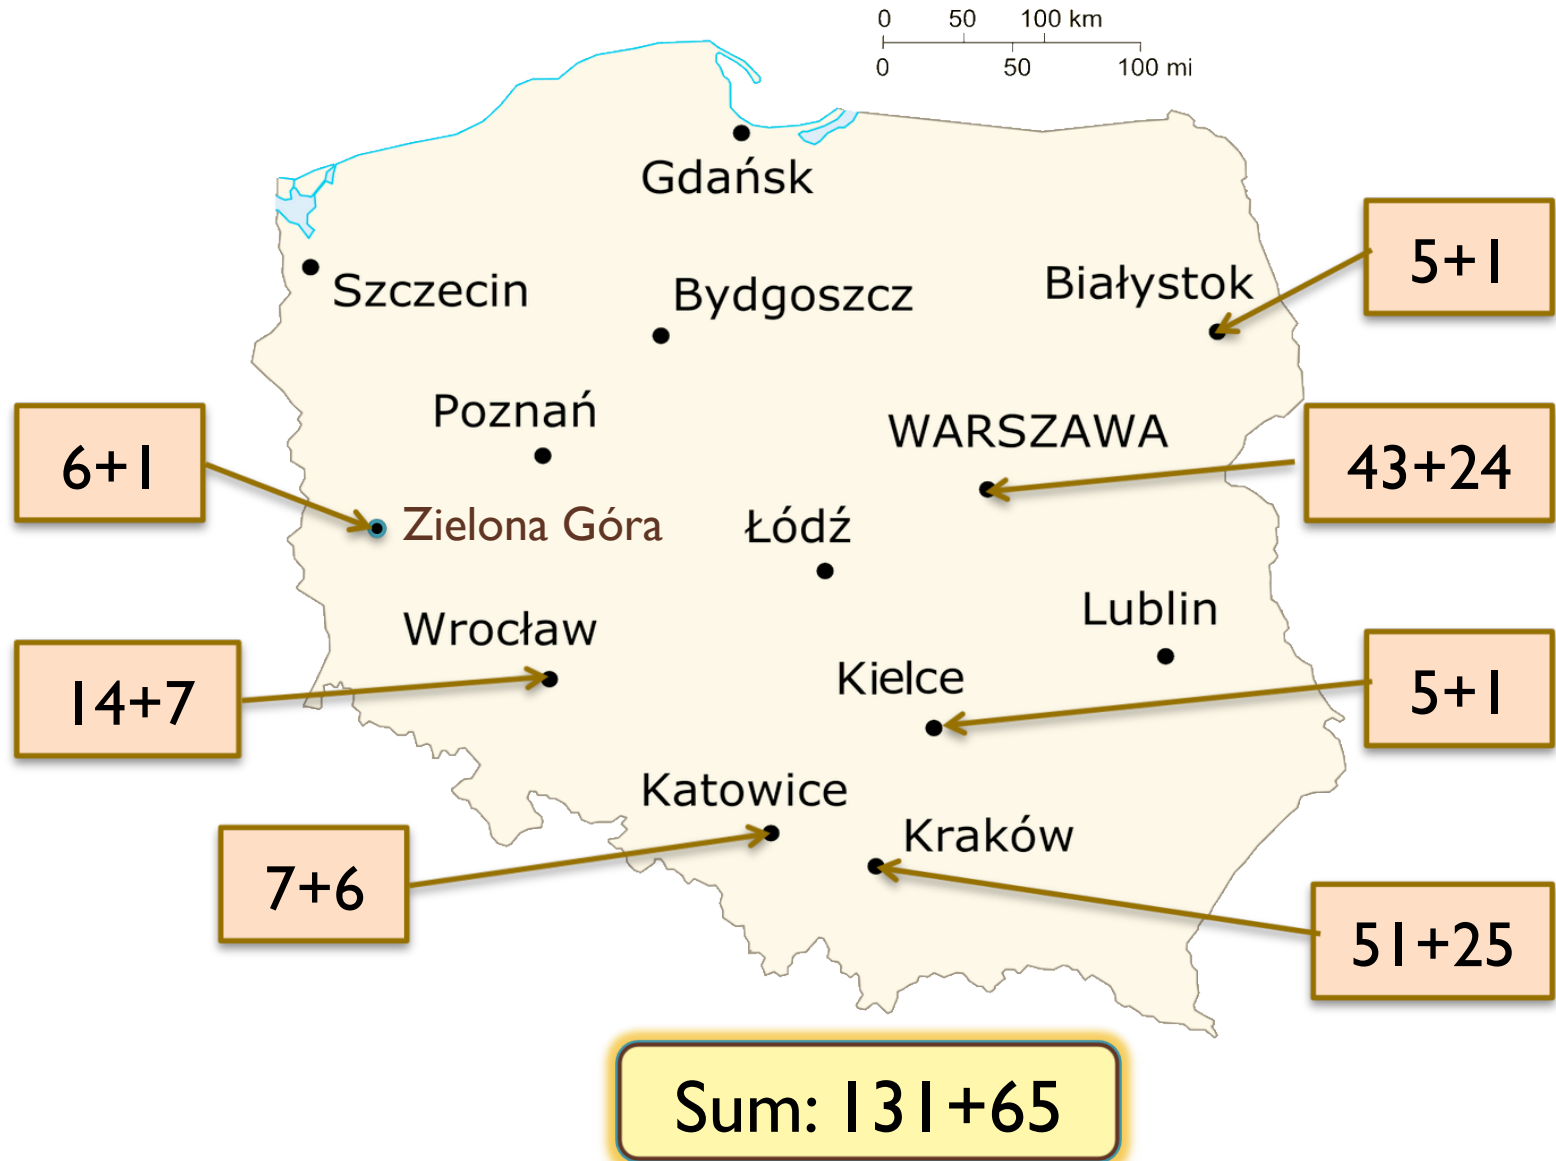 0 50 100 km
0 50 100 mi
Gdańsk
5+1
Szczecin
Bydgoszcz
Białystok
6+1
Poznań
WARSZAWA
43+24
Zielona Góra
Łódź
Lublin
Wrocław
14+7
Kielce
5+1
Katowice
Kraków
7+6
51+25
Sum: 131+65